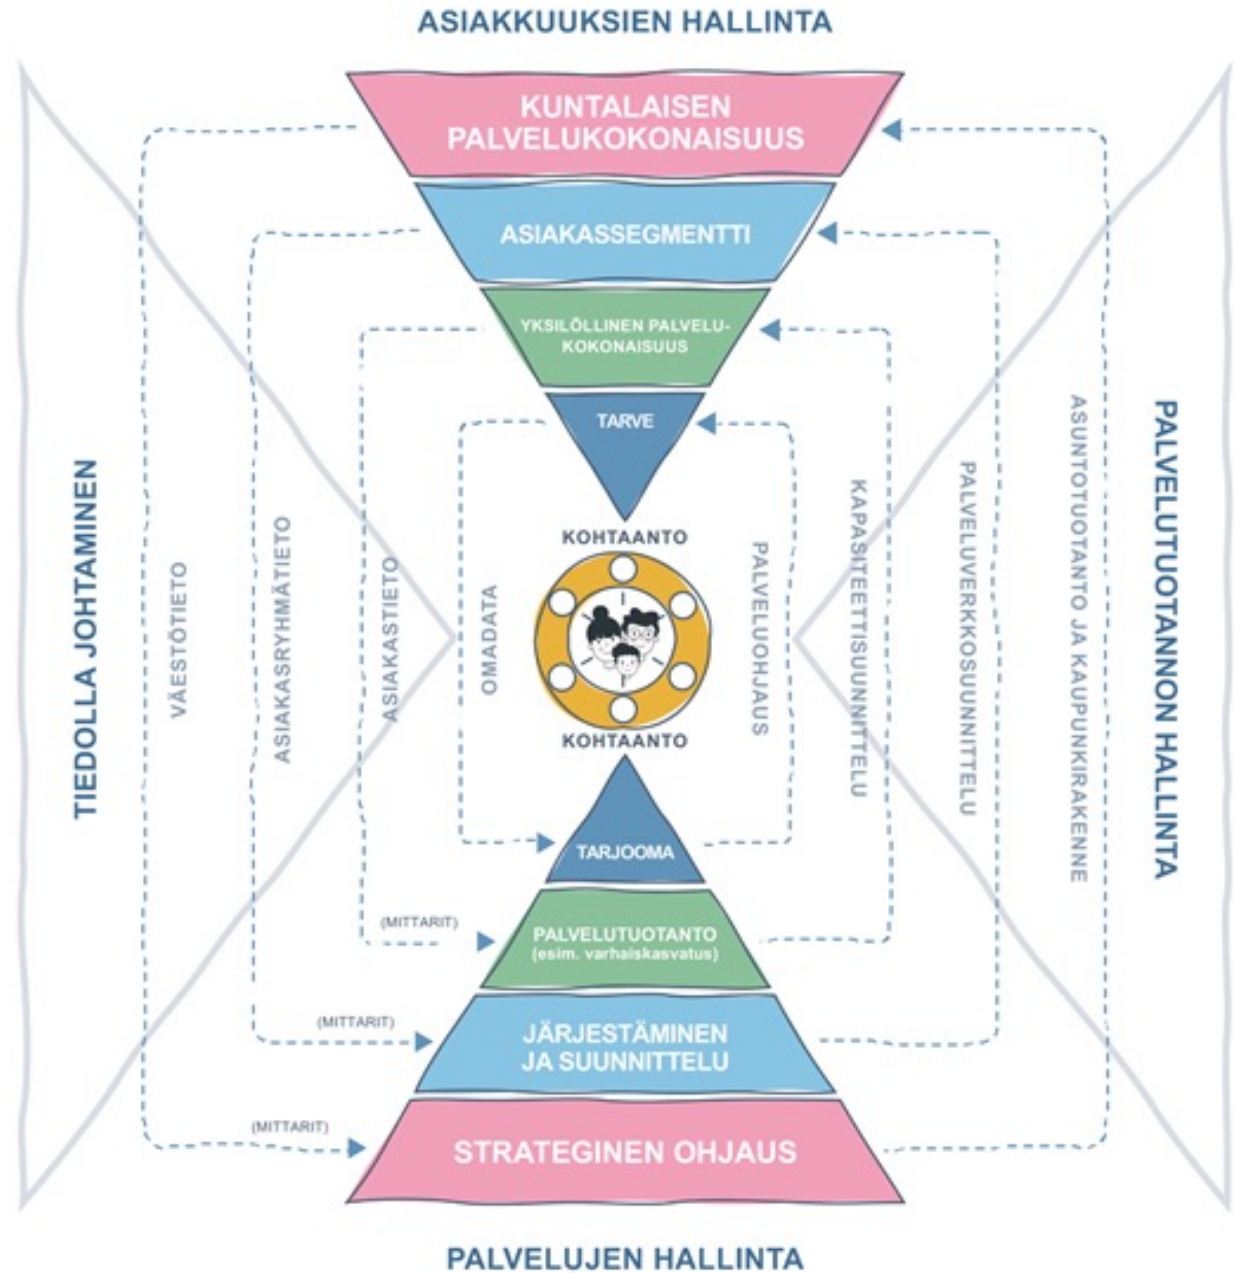 ASIAKKUUKSIEN HALLINTA
KUNTALAISEN
PALVELUKOKONAISUUS
ASIAKASSEGMENTTI
YKSILÖLLINEN PALVELU-
KOKONAISUUS
TARVE
KOHTAANTO
KOHTAANTO
TARJOOMA
PALVELUTUOTANTO
(esim. varhaiskasvatus)
JÄRJESTÄMINEN
JA SUUNNITTELU
STRATEGINEN OHJAUS
PALVELUJEN HALLINTA
TIEDOLLA JOHTAMINEN
VÄESTÖTIETO
ASIAKASRYHMÄTIETO
ASIAKASTIETO
OMADATA
(MITTARIT)
(MITTARIT)
(MITTARIT)
PALVELUOHJAUS
KAPASITEETTISUUNNITTELU
PALVELUVERKKOSUUNNITTELU
ASUNTOTUOTANTO JA KAUPUNKIRAKENNE
PALVELUTUOTANNON HALLINTA